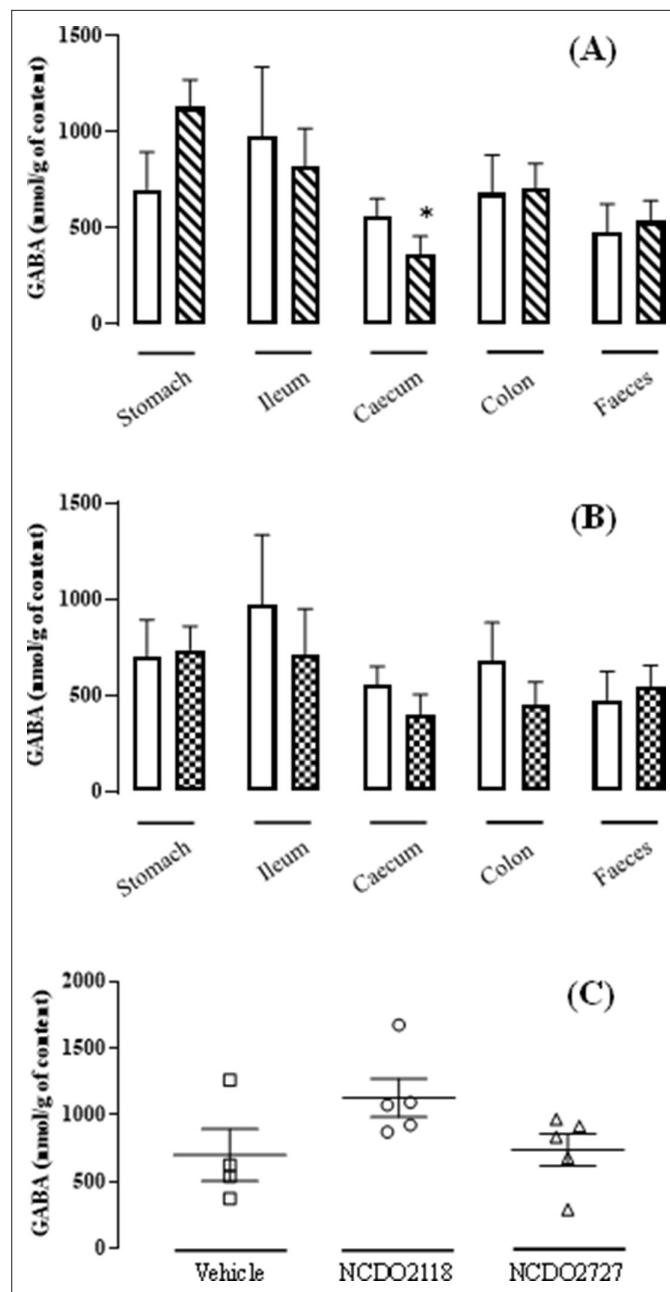 (A)
GABA (nmol/g of content)
1500
1000
500
0
*
Stomach Ileum Caecum Colon Faeces
(B)
GABA (nmol/g of content)
1500
1000
500
0
Stomach Ileum Caecum Colon Faeces
(C)
GABA (nmol/g of content)
2000
1500
1000
500
0
Vehicle NCDO2118 NCDO2727